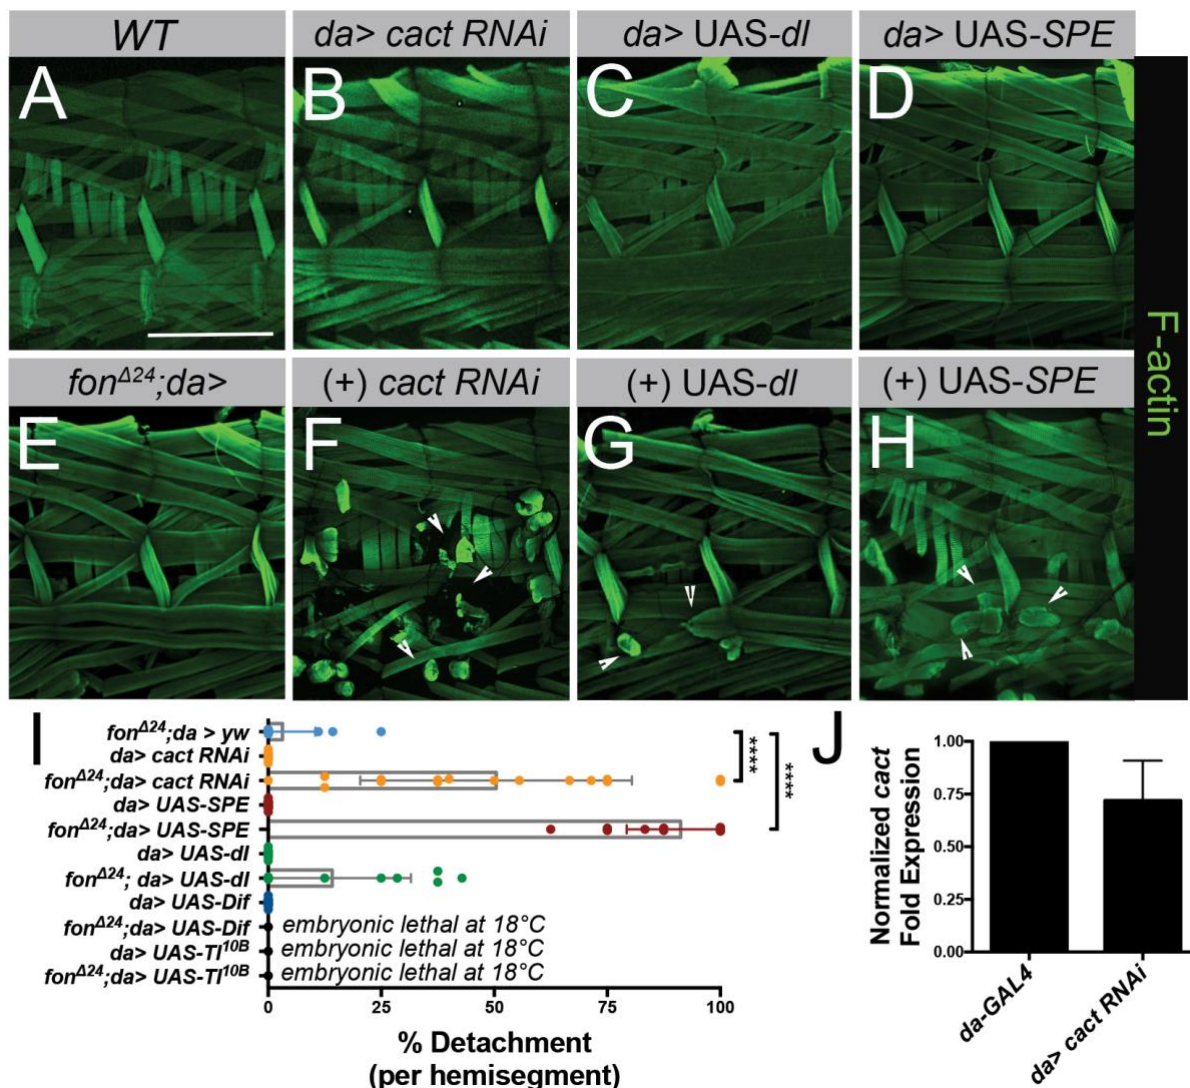 WT
da> cact RNAi
da> UAS-dl
da> UAS-SPE
A
B
C
D
F-actin
fonΔ24;da>
(+) cact RNAi
(+) UAS-dl
(+) UAS-SPE
E
F
G
H
I
fonΔ24;da > yw
da> cact RNAi
fonΔ24;da> cact RNAi
da> UAS-SPE
fonΔ24;da> UAS-SPE
da> UAS-dl
fonΔ24; da> UAS-dl
da> UAS-Dif
fonΔ24;da> UAS-Dif embryonic lethal at 18°C
da> UAS-Tl10B embryonic lethal at 18°C
fonΔ24;da> UAS-Tl10B embryonic lethal at 18°C
0 25 50 75 100
% Detachment
(per hemisegment)
****
****
J
Normalized cact
Fold Expression
1.00
0.75
0.50
0.25
0.00
da-GAL4
da> cact RNAi